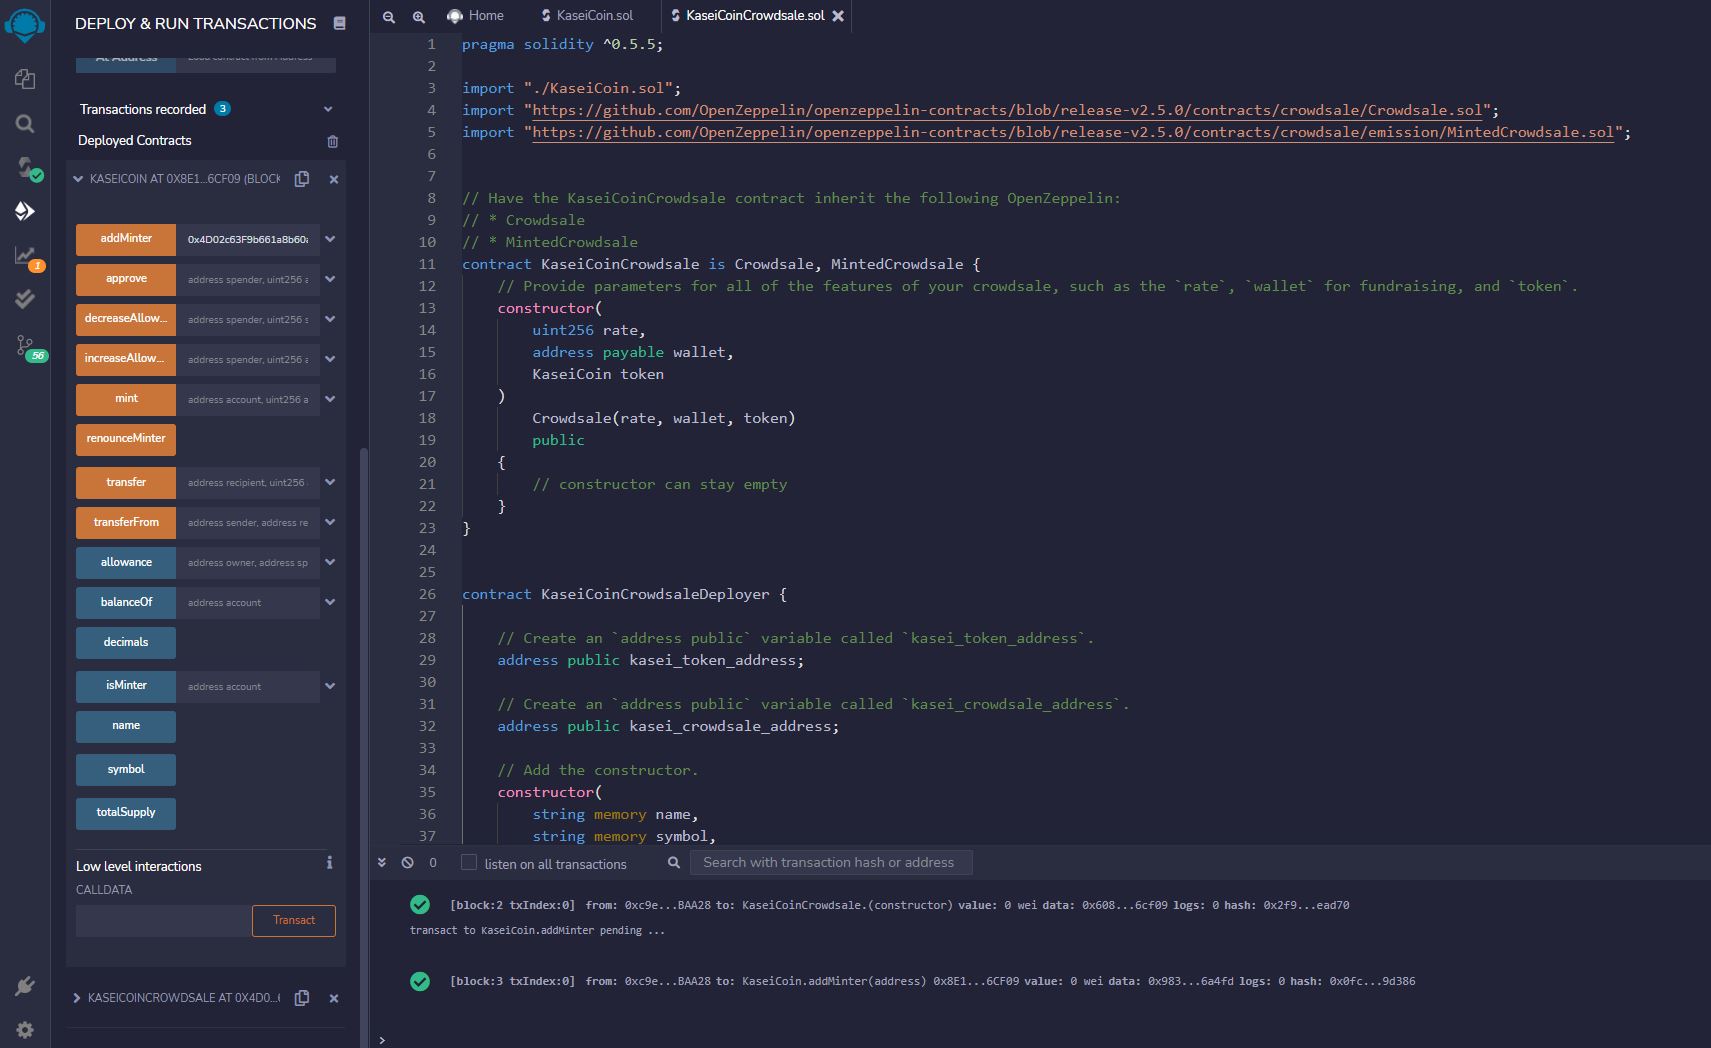 DEPLOY & RUN TRANSACTIONS
At Address
Load contract from Address
Transactions recorded 3
Deployed Contracts
KASEICOIN AT 0X8E1...6CF09 (BLOCK
addMinter 0x4D02c63F9b661a8b60a
approve address spender, uint256 a
decreaseAllow... address spender, uint256 s
increaseAllow... address spender, uint256 a
mint address account, uint256 a
renounceMinter
transfer address recipient, uint256
transferFrom address sender, address re
allowance address owner, address sp
balanceOf address account
decimals
isMinter address account
name
symbol
totalSupply
Low level interactions
CALLDATA
Transact
KASEICOINCROWDSALE AT 0X4D0...
1
56
Home
KaseiCoin.sol
KaseiCoinCrowdsale.sol
1 pragma solidity ^0.5.5;
2
3 import "./KaseiCoin.sol";
4 import "https://github.com/OpenZeppelin/openzeppelin-contracts/blob/release-v2.5.0/contracts/crowdsale/Crowdsale.sol";
5 import "https://github.com/OpenZeppelin/openzeppelin-contracts/blob/release-v2.5.0/contracts/crowdsale/emission/MintedCrowdsale.sol";
6
7
8 // Have the KaseiCoinCrowdsale contract inherit the following OpenZeppelin:
9 // * Crowdsale
10 // * MintedCrowdsale
11 contract KaseiCoinCrowdsale is Crowdsale, MintedCrowdsale {
12 // Provide parameters for all of the features of your crowdsale, such as the `rate`, `wallet` for fundraising, and `token`.
13 constructor(
14 uint256 rate,
15 address payable wallet,
16 KaseiCoin token
17 )
18 Crowdsale(rate, wallet, token)
19 public
20 {
21 // constructor can stay empty
22 }
23 }
24
25
26 contract KaseiCoinCrowdsaleDeployer {
27
28 // Create an `address public` variable called `kasei_token_address`.
29 address public kasei_token_address;
30
31 // Create an `address public` variable called `kasei_crowdsale_address`.
32 address public kasei_crowdsale_address;
33
34 // Add the constructor.
35 constructor(
36 string memory name,
37 string memory symbol,
0 listen on all transactions Search with transaction hash or address
[block:2 txIndex:0] from: 0xc9e...BAA28 to: KaseiCoinCrowdsale.(constructor) value: 0 wei data: 0x608...6cf09 logs: 0 hash: 0x2f9...ead70
transact to KaseiCoin.addMinter pending ...
[block:3 txIndex:0] from: 0xc9e...BAA28 to: KaseiCoin.addMinter(address) 0x8E1...6CF09 value: 0 wei data: 0x983...6a4fd logs: 0 hash: 0x0fc...9d386
>